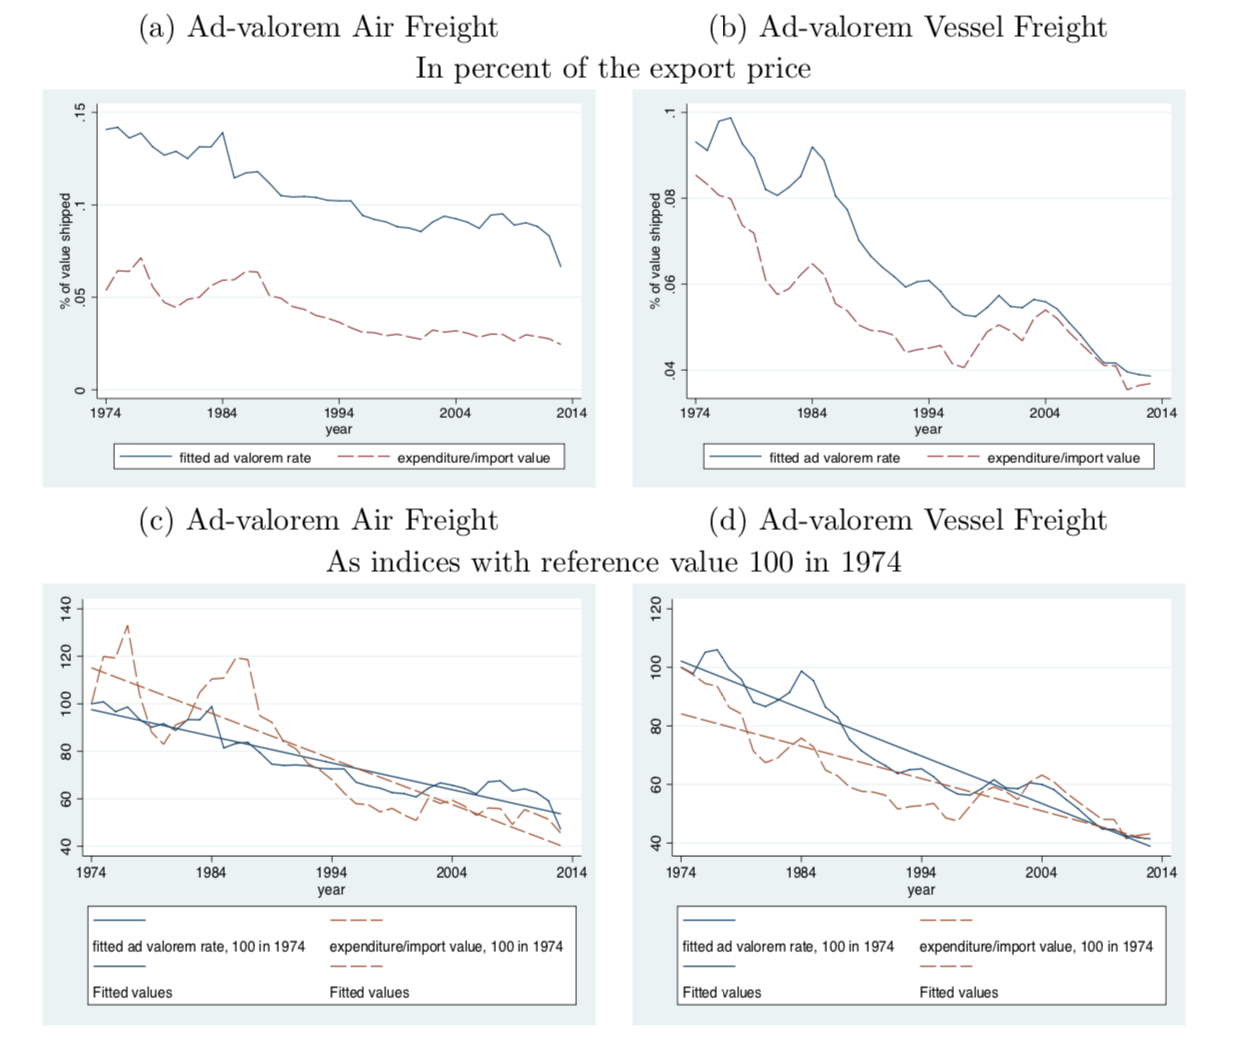 (a) Ad-valorem Air Freight
(b) Ad-valorem Vessel Freight
In percent of the export price
% of value shipped
.15
.1
.05
0
1974 1984 1994 2004 2014
year
fitted ad valorem rate
expenditure/import value
% of value shipped
.1
.08
.06
.04
1974 1984 1994 2004 2014
year
fitted ad valorem rate
expenditure/import value
(c) Ad-valorem Air Freight
(d) Ad-valorem Vessel Freight
As indices with reference value 100 in 1974
140
120
100
80
60
40
1974 1984 1994 2004 2014
year
fitted ad valorem rate, 100 in 1974
expenditure/import value, 100 in 1974
Fitted values
Fitted values
120
100
80
60
40
1974 1984 1994 2004 2014
year
fitted ad valorem rate, 100 in 1974
expenditure/import value, 100 in 1974
Fitted values
Fitted values